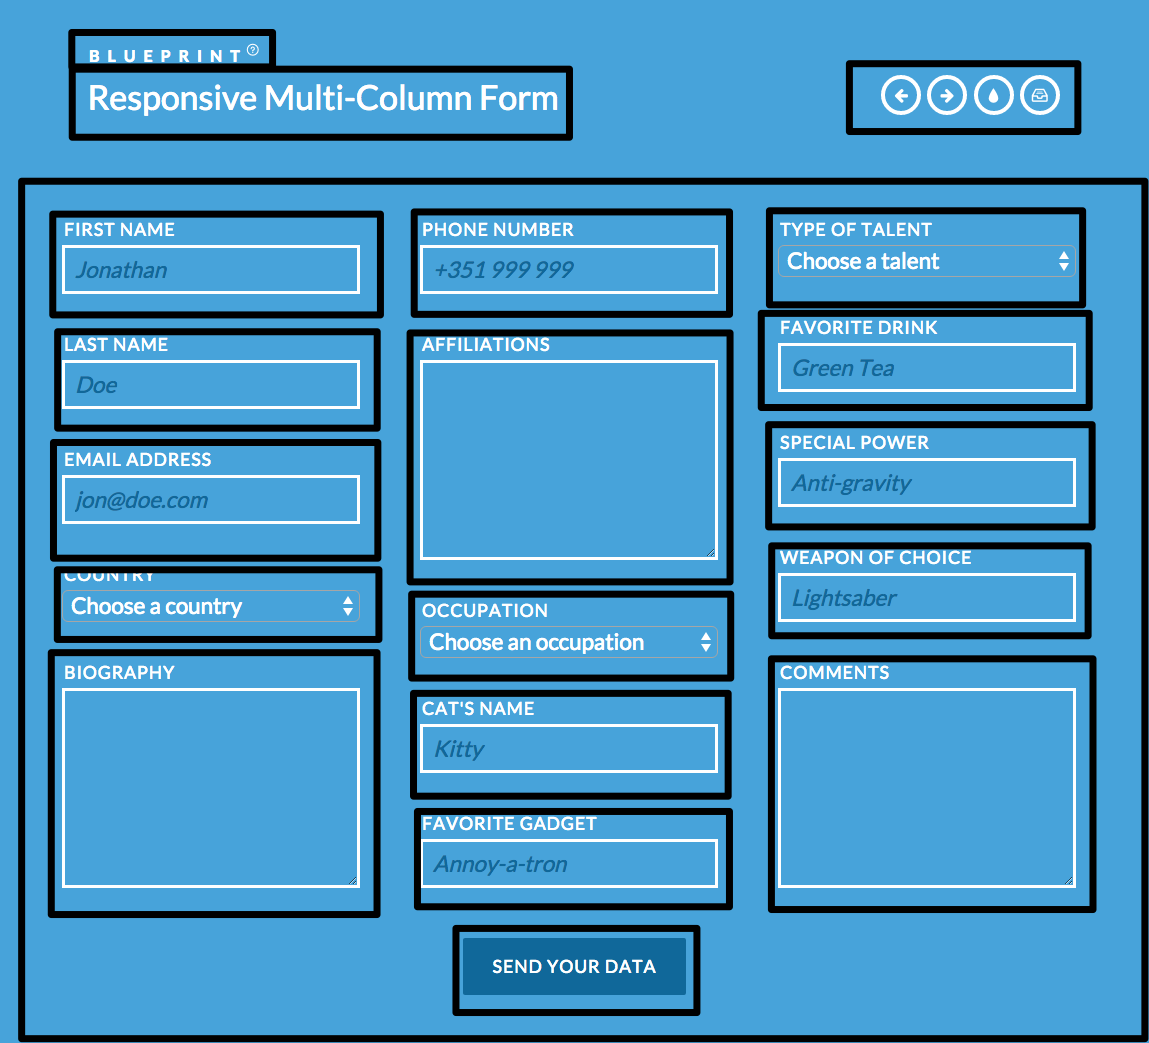 BLUEPRINT
Responsive Multi-Column Form
FIRST NAME
Jonathan
LAST NAME
Doe
EMAIL ADDRESS
jon@doe.com
COUNTRY
Choose a country
BIOGRAPHY
PHONE NUMBER
+351 999 999
AFFILIATIONS
OCCUPATION
Choose an occupation
CAT'S NAME
Kitty
FAVORITE GADGET
Annoy-a-tron
TYPE OF TALENT
Choose a talent
FAVORITE DRINK
Green Tea
SPECIAL POWER
Anti-gravity
WEAPON OF CHOICE
Lightsaber
COMMENTS
SEND YOUR DATA